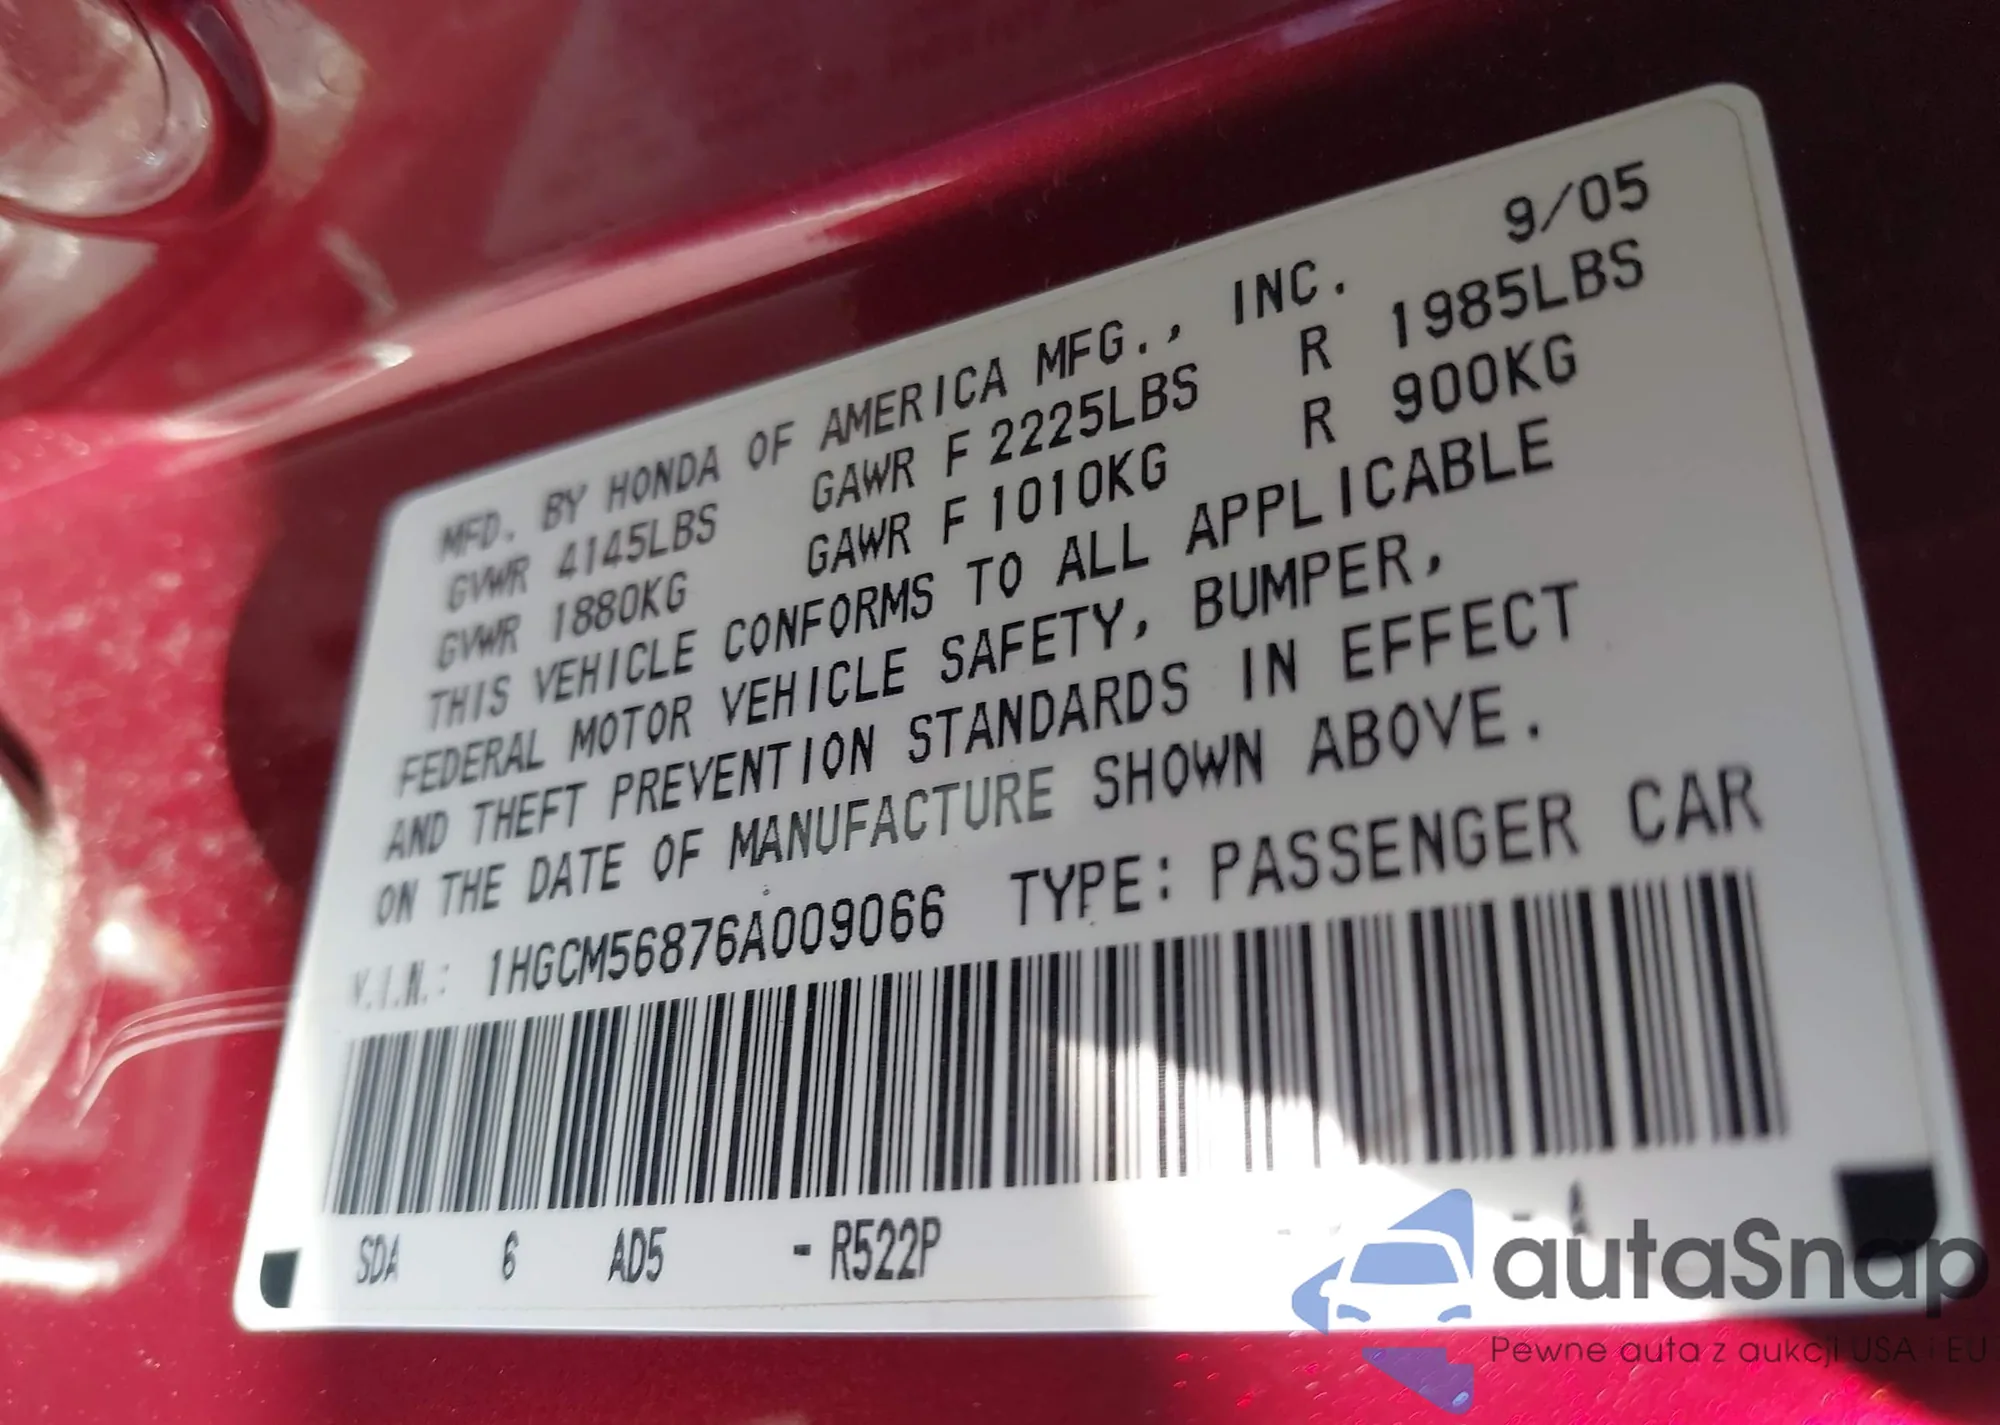 9/05
MFD. BY HONDA OF AMERICA MFG., INC.
GVWR 4145LBS GAWR F 2225LBS R 1985LBS
GVWR 1880KG GAWR F 1010KG R 900KG
THIS VEHICLE CONFORMS TO ALL APPLICABLE
FEDERAL MOTOR VEHICLE SAFETY, BUMPER,
AND THEFT PREVENTION STANDARDS IN EFFECT
ON THE DATE OF MANUFACTURE SHOWN ABOVE.
V.I.N.: 1HGCM56876A009066 TYPE: PASSENGER CAR
SDA 6 AD5 - R522P
autaSnap
Pewne auta z aukcji USA i EU